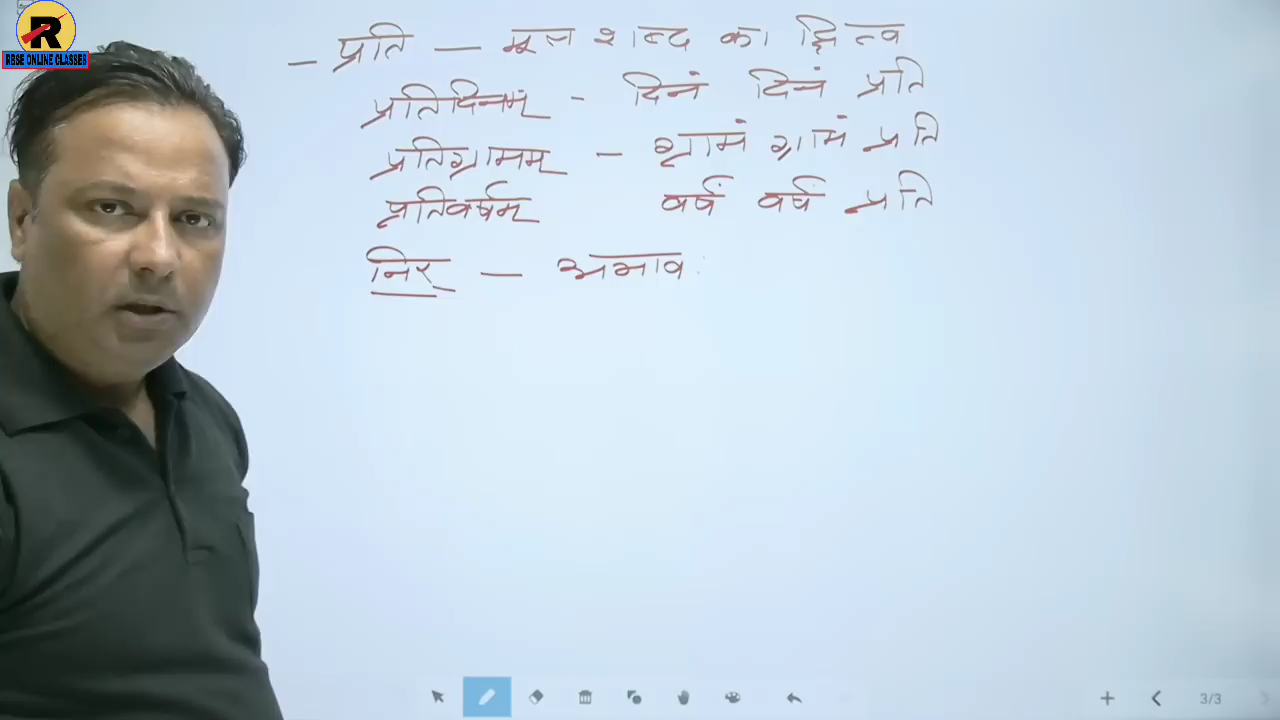 RBSE ONLINE CLASSES
– प्रति – मूल शब्द का द्वित्व
प्रतिदिनम् - दिनं दिनं प्रति
प्रतिग्रामम् – ग्रामं ग्रामं प्रति
प्रतिवर्षम् वर्षं वर्षं प्रति
निर् – अभाव
3/3